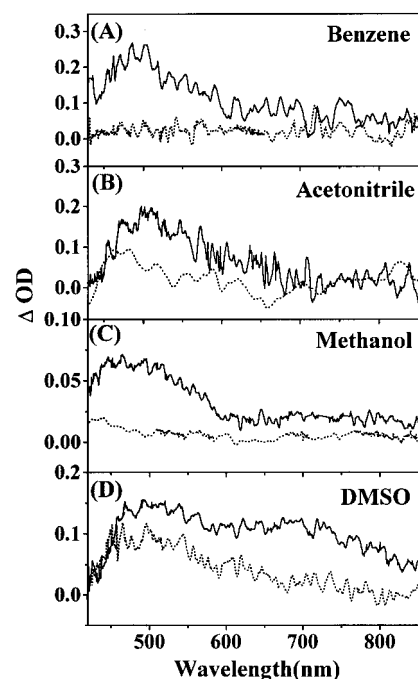 0.3
(A)
Benzene
0.2
0.1
0.0
0.3
(B)
Acetonitrile
0.2
0.1
0.0
Δ OD
0.10
(C)
Methanol
0.05
0.00
0.2
(D)
DMSO
0.1
0.0
500 600 700 800
Wavelength(nm)